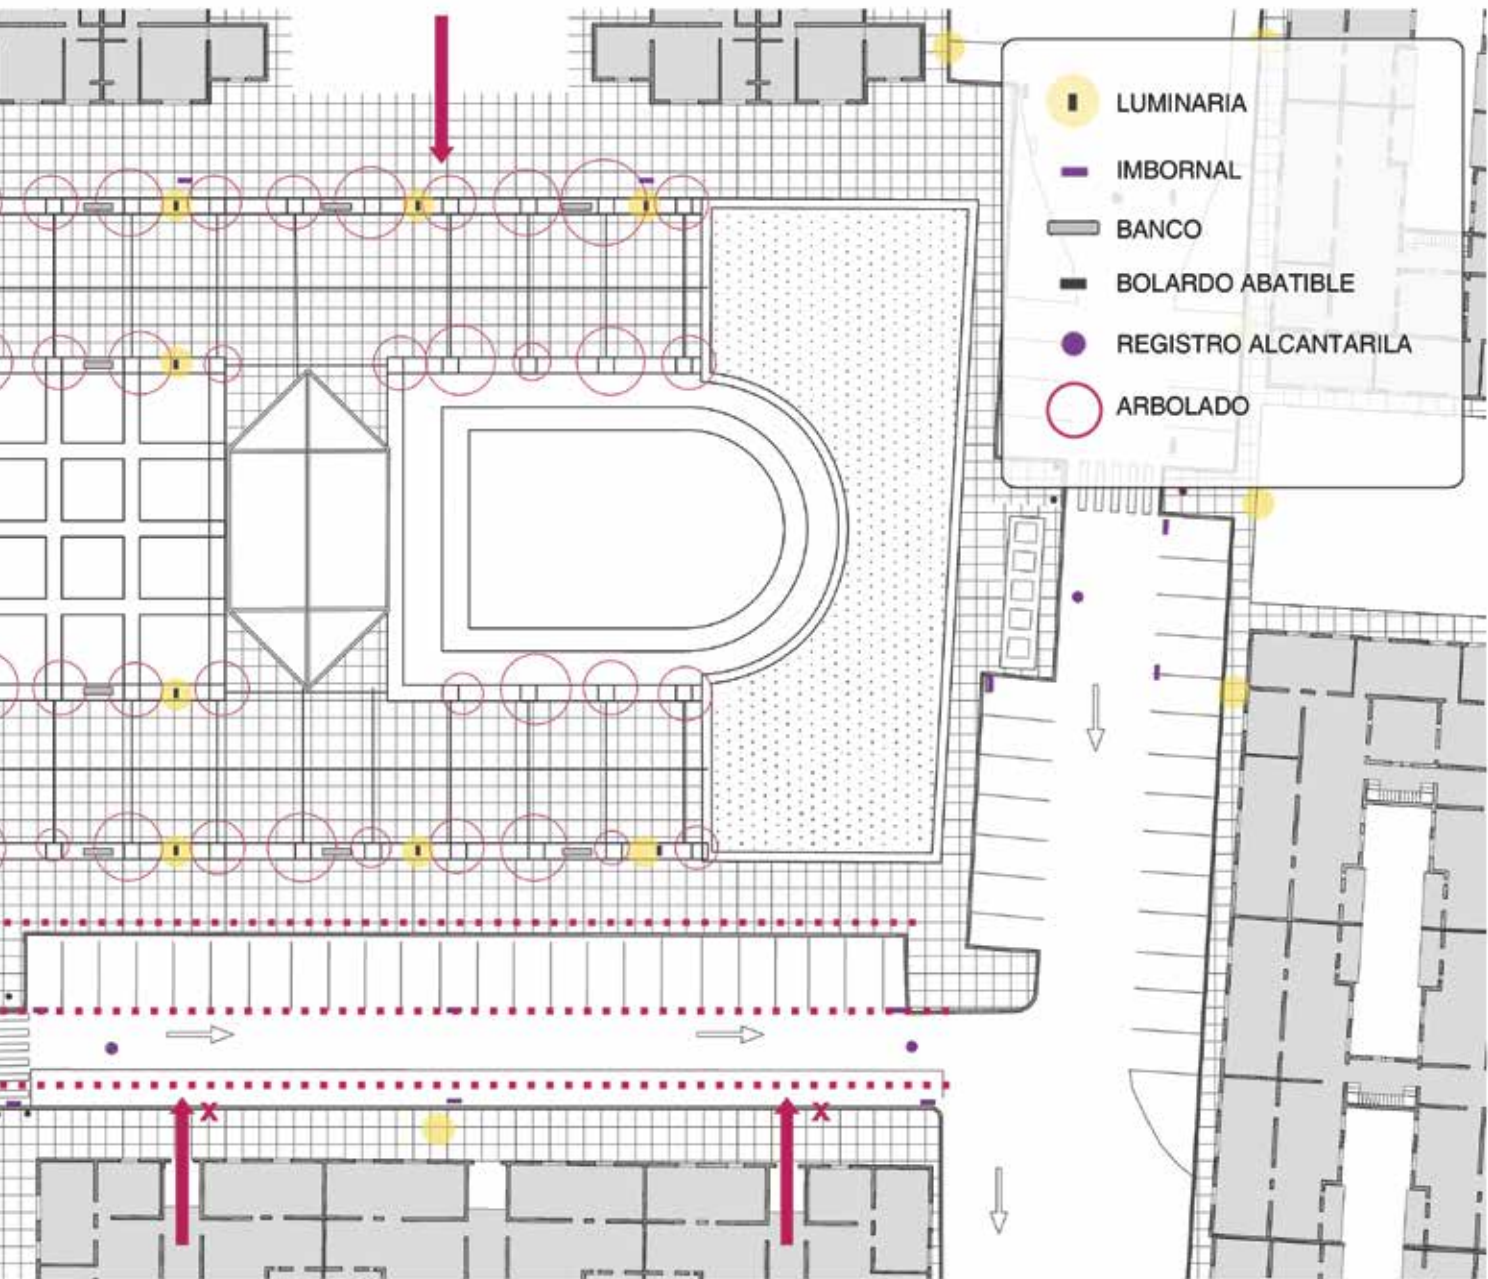 LUMINARIA
IMBORNAL
BANCO
BOLARDO ABATIBLE
REGISTRO ALCANTARILA
ARBOLADO
X
X